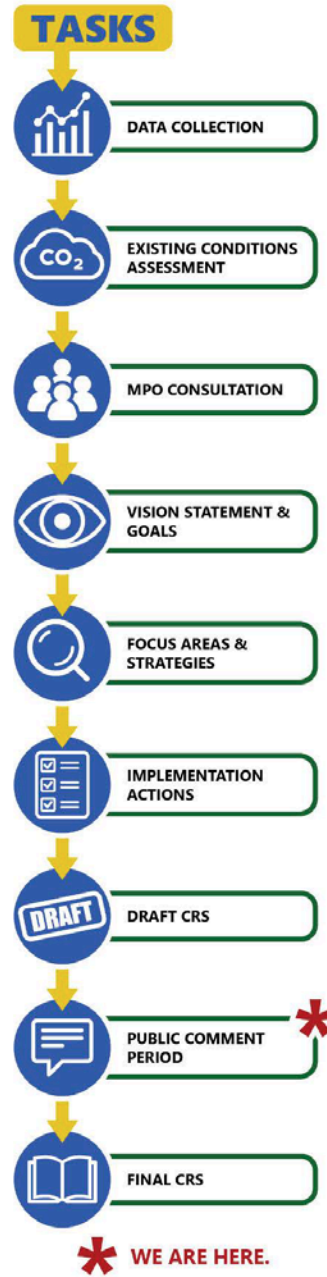 TASKS
DATA COLLECTION
CO₂
EXISTING CONDITIONS
ASSESSMENT
MPO CONSULTATION
VISION STATEMENT &
GOALS
FOCUS AREAS &
STRATEGIES
IMPLEMENTATION
ACTIONS
DRAFT
DRAFT CRS
*
PUBLIC COMMENT
PERIOD
FINAL CRS
* WE ARE HERE.